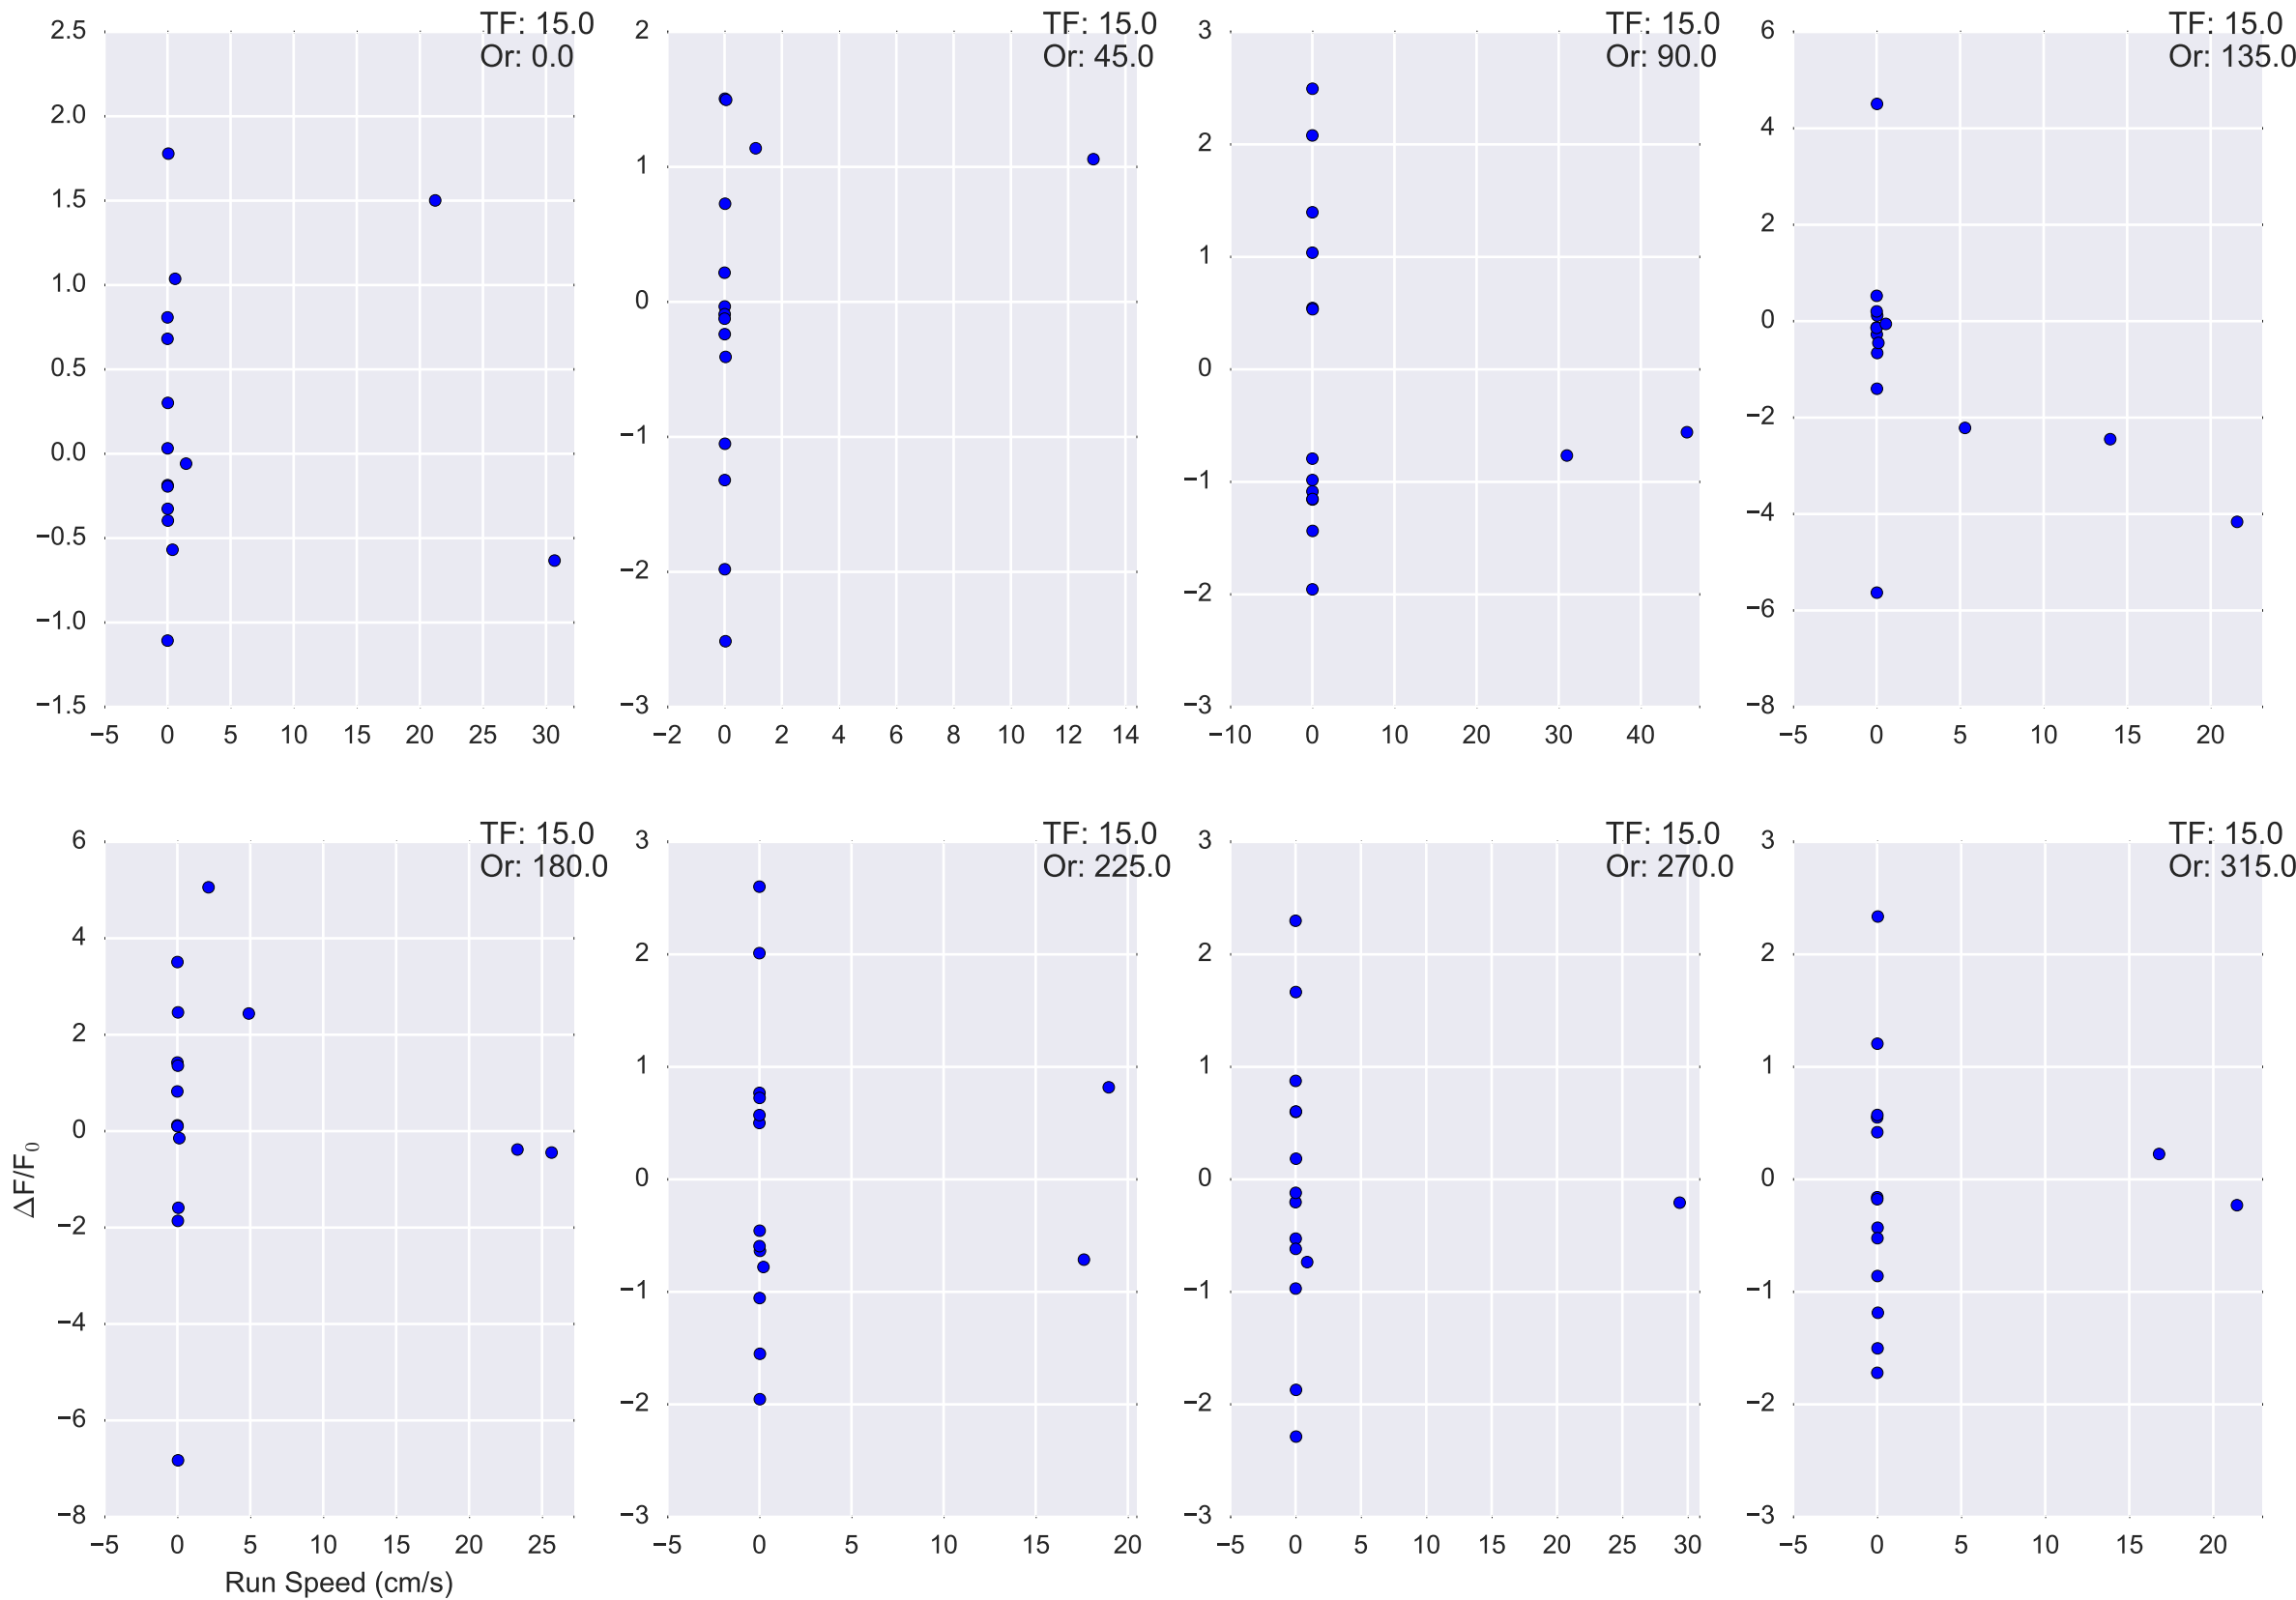 TF: 15.0
Or: 0.0
2.5
2.0
1.5
1.0
0.5
0.0
−0.5
−1.0
−1.5
−5 0 5 10 15 20 25 30
TF: 15.0
Or: 45.0
2
1
0
−1
−2
−3
−2 0 2 4 6 8 10 12 14
TF: 15.0
Or: 90.0
3
2
1
0
−1
−2
−3
−10 0 10 20 30 40
TF: 15.0
Or: 135.0
6
4
2
0
−2
−4
−6
−8
−5 0 5 10 15 20
TF: 15.0
Or: 180.0
6
4
2
0
−2
−4
−6
−8
ΔF/F₀
−5 0 5 10 15 20 25
Run Speed (cm/s)
TF: 15.0
Or: 225.0
3
2
1
0
−1
−2
−3
−5 0 5 10 15 20
TF: 15.0
Or: 270.0
3
2
1
0
−1
−2
−3
−5 0 5 10 15 20 25 30
TF: 15.0
Or: 315.0
3
2
1
0
−1
−2
−3
−5 0 5 10 15 20